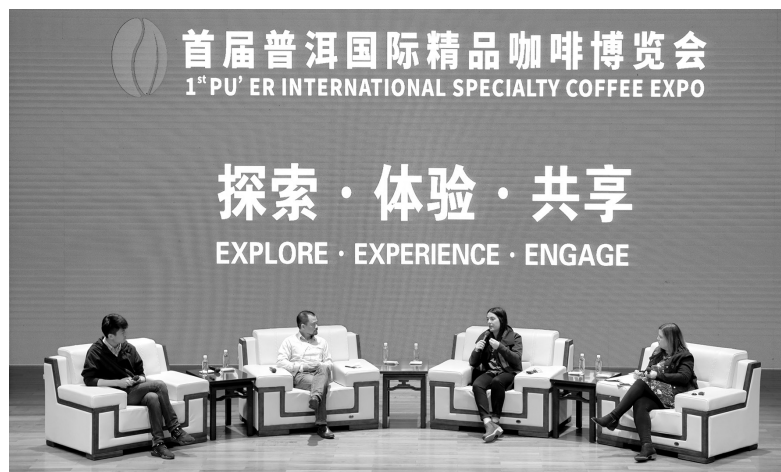 首届普洱国际精品咖啡博览会
1st PU' ER INTERNATIONAL SPECIALTY COFFEE EXPO
探索·体验·共享
EXPLORE · EXPERIENCE · ENGAGE